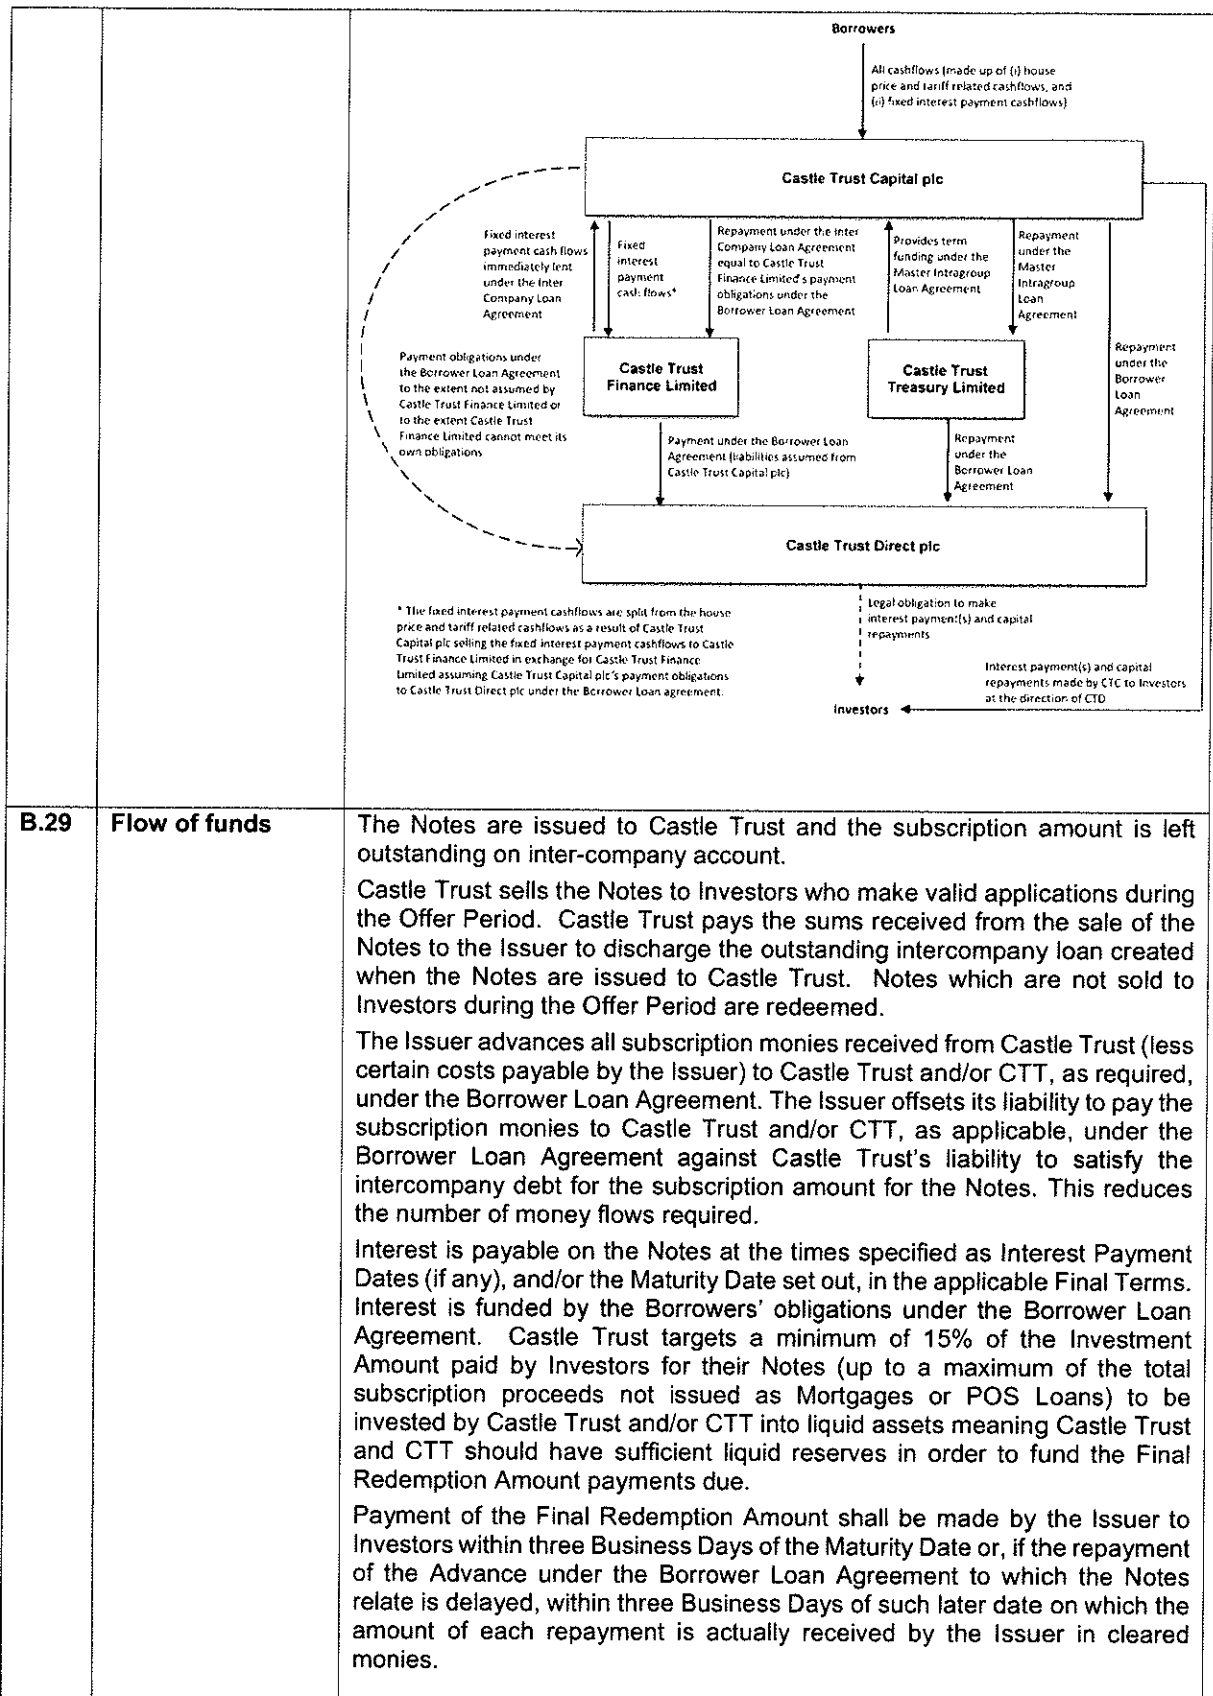 Borrowers
All cashflows (made up of (i) house
price and tariff related cashflows, and
(ii) fixed interest payment cashflows)
Castle Trust Capital plc
Fixed interest
payment cash flows
immediately lent
under the Inter
Company Loan
Agreement
Fixed
interest
payment
cash flows*
Repayment under the Inter
Company Loan Agreement
equal to Castle Trust
Finance Limited's payment
obligations under the
Borrower Loan Agreement
Provides term
funding under the
Master Intragroup
Loan Agreement
Repayment
under the
Master
Intragroup
Loan
Agreement
Repayment
under the
Borrower
Loan
Agreement
Payment obligations under
the Borrower Loan Agreement
to the extent not assumed by
Castle Trust Finance Limited or
to the extent Castle Trust
Finance Limited cannot meet its
own obligations
Castle Trust
Finance Limited
Castle Trust
Treasury Limited
Payment under the Borrower Loan
Agreement (liabilities assumed from
Castle Trust Capital plc)
Repayment
under the
Borrower Loan
Agreement
Castle Trust Direct plc
* The fixed interest payment cashflows are split from the house
price and tariff related cashflows as a result of Castle Trust
Capital plc selling the fixed interest payment cashflows to Castle
Trust Finance Limited in exchange for Castle Trust Finance
Limited assuming Castle Trust Capital plc's payment obligations
to Castle Trust Direct plc under the Borrower Loan agreement.
Legal obligation to make
interest payment(s) and capital
repayments
Interest payment(s) and capital
repayments made by CTC to Investors
at the direction of CTD
Investors
B.29 Flow of funds
The Notes are issued to Castle Trust and the subscription amount is left
outstanding on inter-company account.
Castle Trust sells the Notes to Investors who make valid applications during
the Offer Period. Castle Trust pays the sums received from the sale of the
Notes to the Issuer to discharge the outstanding intercompany loan created
when the Notes are issued to Castle Trust. Notes which are not sold to
Investors during the Offer Period are redeemed.
The Issuer advances all subscription monies received from Castle Trust (less
certain costs payable by the Issuer) to Castle Trust and/or CTT, as required,
under the Borrower Loan Agreement. The Issuer offsets its liability to pay the
subscription monies to Castle Trust and/or CTT, as applicable, under the
Borrower Loan Agreement against Castle Trust's liability to satisfy the
intercompany debt for the subscription amount for the Notes. This reduces
the number of money flows required.
Interest is payable on the Notes at the times specified as Interest Payment
Dates (if any), and/or the Maturity Date set out, in the applicable Final Terms.
Interest is funded by the Borrowers' obligations under the Borrower Loan
Agreement. Castle Trust targets a minimum of 15% of the Investment
Amount paid by Investors for their Notes (up to a maximum of the total
subscription proceeds not issued as Mortgages or POS Loans) to be
invested by Castle Trust and/or CTT into liquid assets meaning Castle Trust
and CTT should have sufficient liquid reserves in order to fund the Final
Redemption Amount payments due.
Payment of the Final Redemption Amount shall be made by the Issuer to
Investors within three Business Days of the Maturity Date or, if the repayment
of the Advance under the Borrower Loan Agreement to which the Notes
relate is delayed, within three Business Days of such later date on which the
amount of each repayment is actually received by the Issuer in cleared
monies.